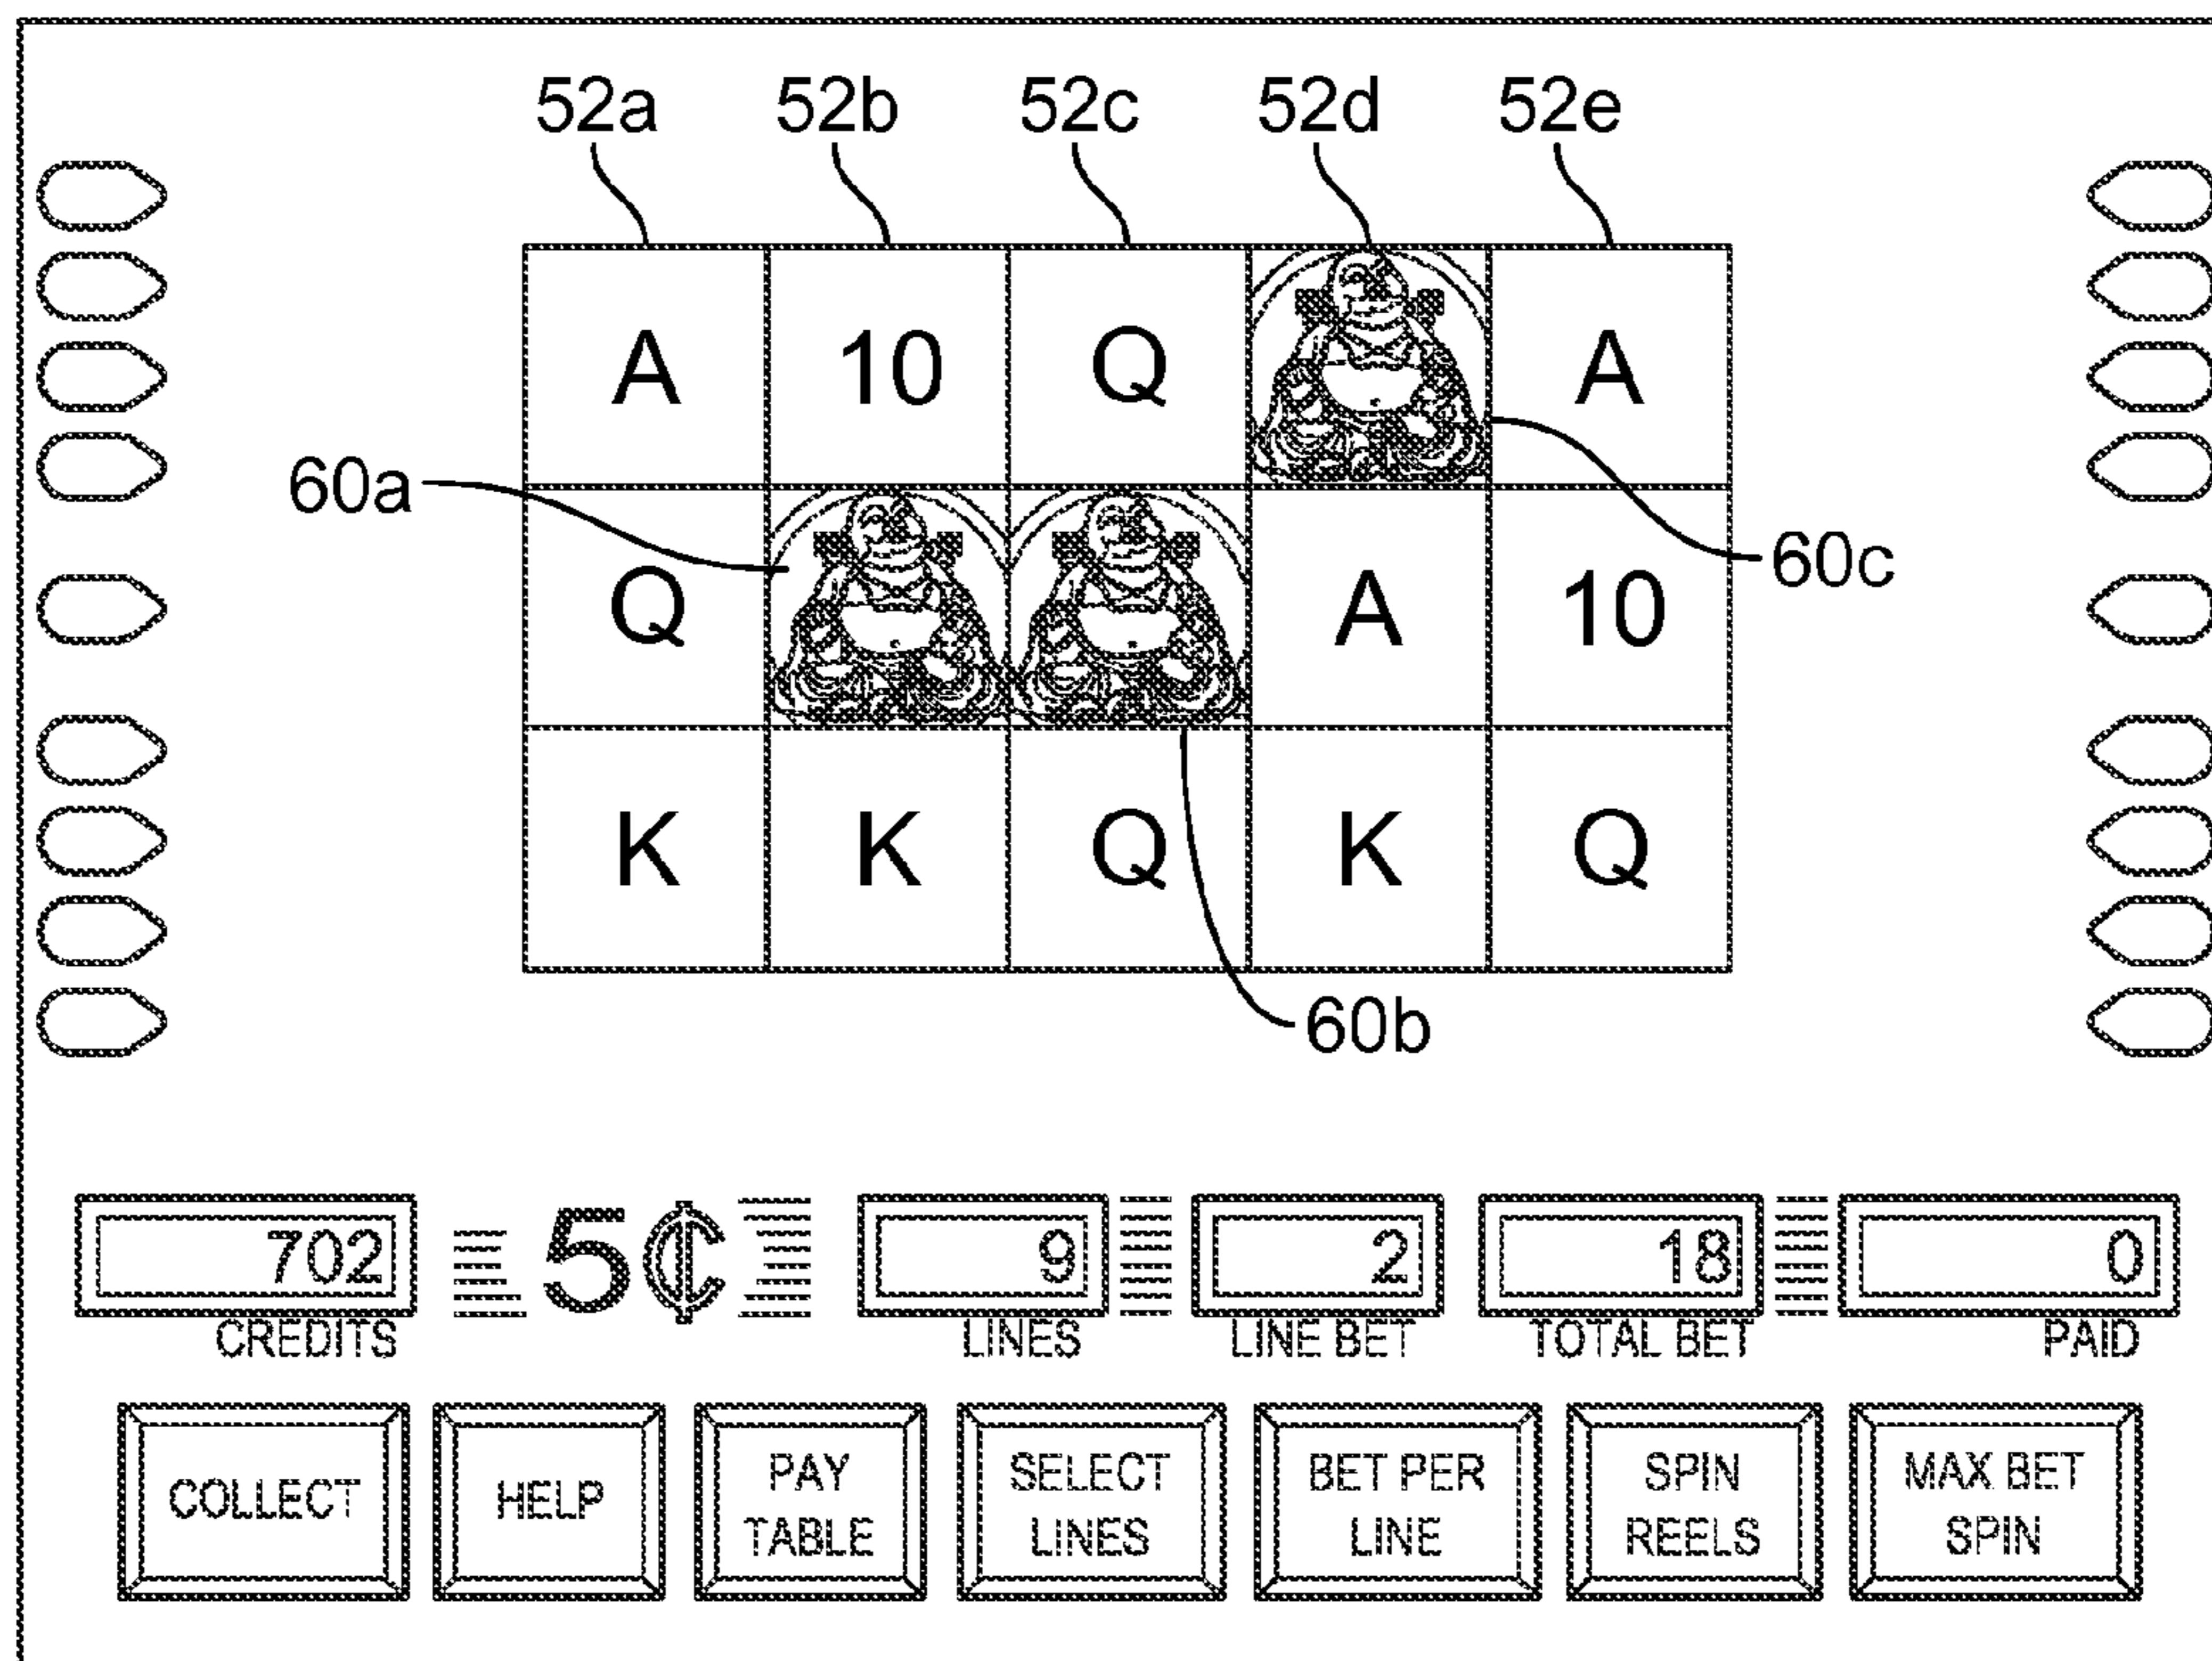 52a 52b 52c 52d 52e
A 10 Q A
60a
Q A 10
60c
K K Q K Q
60b
702 5¢ 9 2 18 0
CREDITS LINES LINE BET TOTAL BET PAID
COLLECT HELP PAY TABLE SELECT LINES BET PER LINE SPIN REELS MAX BET SPIN